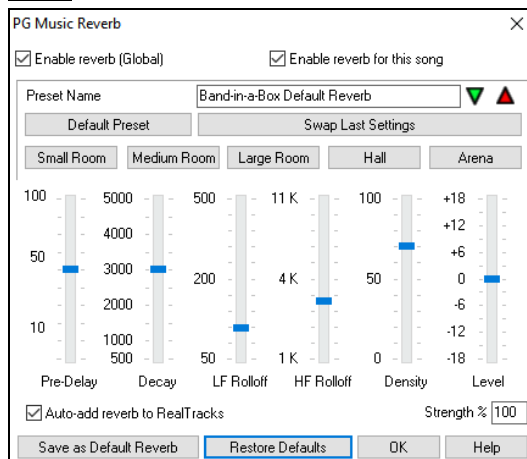 PG Music Reverb
Enable reverb (Global) Enable reverb for this song
Preset Name Band-in-a-Box Default Reverb
Default Preset Swap Last Settings
Small Room Medium Room Large Room Hall Arena
100 5000 500 11 K 100 +18
+12
4000
50 +6
3000 200 4 K 50 0
2000 -6
10 -12
1000
500 50 1 K 0 -18
Pre-Delay Decay LF Rolloff HF Rolloff Density Level
Auto-add reverb to RealTracks Strength % 100
Save as Default Reverb Restore Defaults OK Help